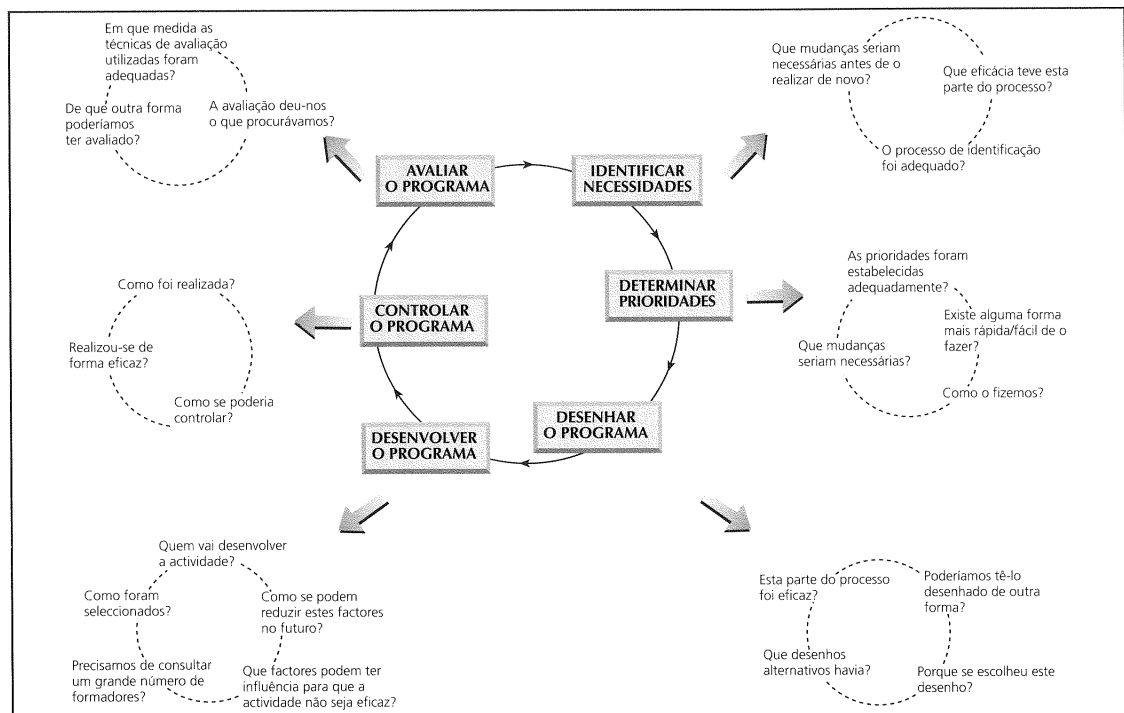 Em que medida as
técnicas de avaliação
utilizadas foram
adequadas?
De que outra forma
poderíamos
ter avaliado?
A avaliação deu-nos
o que procurávamos?
Que mudanças seriam
necessárias antes de o
realizar de novo?
Que eficácia teve esta
parte do processo?
O processo de identificação
foi adequado?
AVALIAR
O PROGRAMA
IDENTIFICAR
NECESSIDADES
DETERMINAR
PRIORIDADES
DESENHAR
O PROGRAMA
DESENVOLVER
O PROGRAMA
CONTROLAR
O PROGRAMA
Como foi realizada?
Realizou-se de
forma eficaz?
Como se poderia
controlar?
As prioridades foram
estabelecidas
adequadamente?
Existe alguma forma
mais rápida/fácil de o
fazer?
Que mudanças
seriam necessárias?
Como o fizemos?
Quem vai desenvolver
a actividade?
Como foram
seleccionados?
Como se podem
reduzir estes factores
no futuro?
Precisamos de consultar
um grande número de
formadores?
Que factores podem ter
influência para que a
actividade não seja eficaz?
Esta parte do processo
foi eficaz?
Poderíamos tê-lo
desenhado de outra
forma?
Que desenhos
alternativos havia?
Porque se escolheu este
desenho?